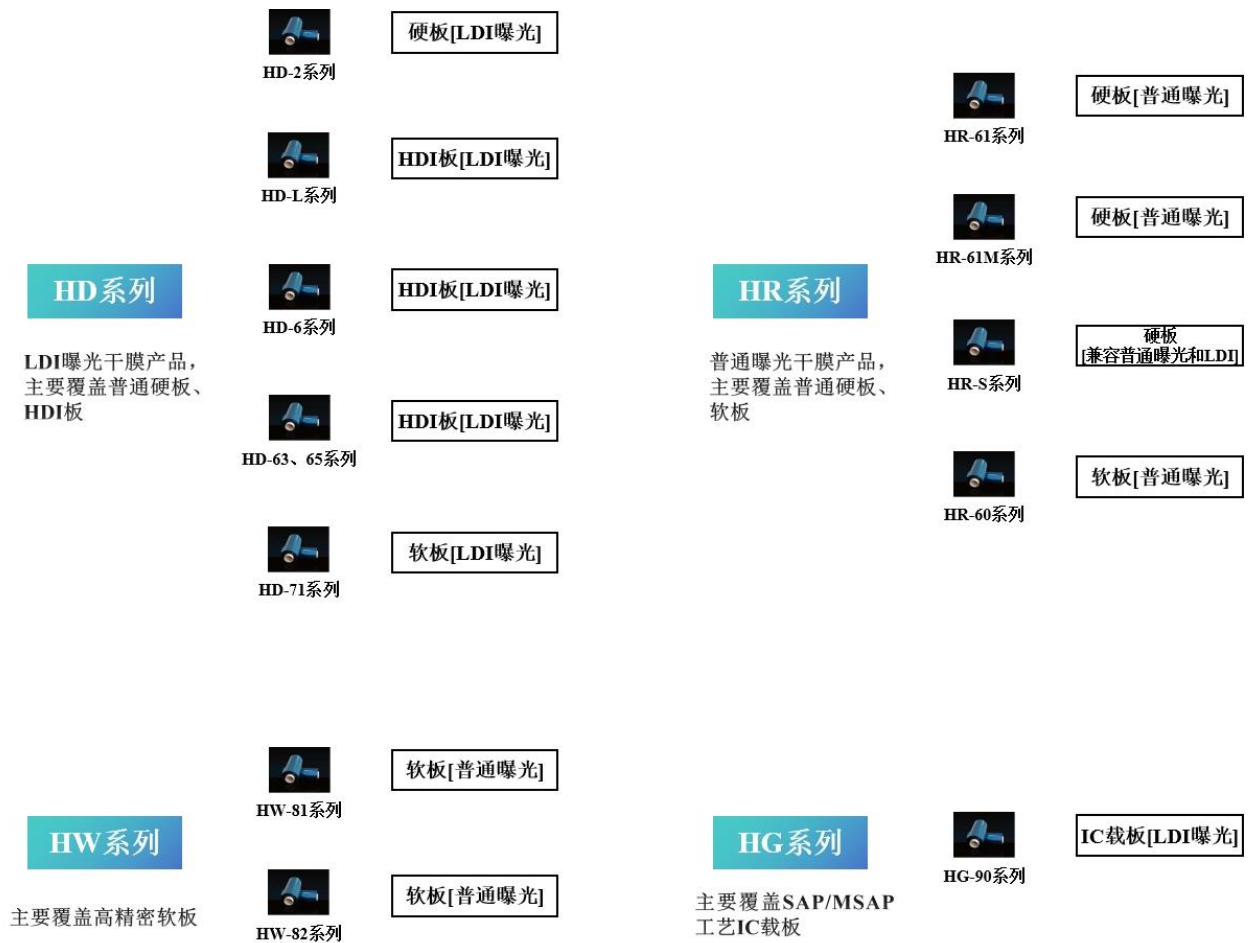 HD系列
LDI曝光干膜产品，
主要覆盖普通硬板、
HDI板
HD-2系列
硬板[LDI曝光]
HD-L系列
HDI板[LDI曝光]
HD-6系列
HDI板[LDI曝光]
HD-63、65系列
HDI板[LDI曝光]
HD-71系列
软板[LDI曝光]
HR系列
普通曝光干膜产品，
主要覆盖普通硬板、
软板
HR-61系列
硬板[普通曝光]
HR-61M系列
硬板[普通曝光]
HR-S系列
硬板
[兼容普通曝光和LDI]
HR-60系列
软板[普通曝光]
HW系列
主要覆盖高精密软板
HW-81系列
软板[普通曝光]
HW-82系列
软板[普通曝光]
HG系列
主要覆盖SAP/MSAP
工艺IC载板
HG-90系列
IC载板[LDI曝光]